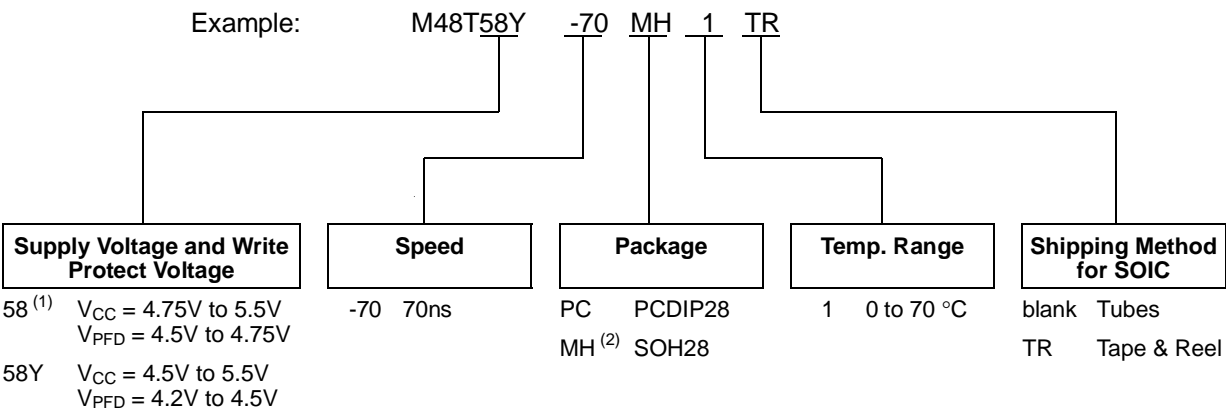 Example: M48T58Y -70 MH 1 TR
Supply Voltage and Write
Protect Voltage
58 (1) VCC = 4.75V to 5.5V
VPFD = 4.5V to 4.75V
58Y VCC = 4.5V to 5.5V
VPFD = 4.2V to 4.5V
Speed
-70 70ns
Package
PC PCDIP28
MH (2) SOH28
Temp. Range
1 0 to 70 °C
Shipping Method
for SOIC
blank Tubes
TR Tape & Reel